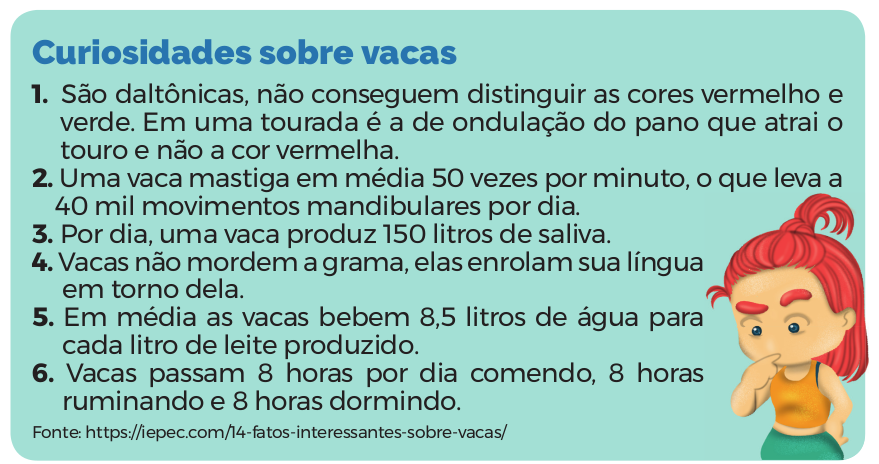 Curiosidades sobre vacas
1. São daltônicas, não conseguem distinguir as cores vermelho e
verde. Em uma tourada é a de ondulação do pano que atrai o
touro e não a cor vermelha.
2. Uma vaca mastiga em média 50 vezes por minuto, o que leva a
40 mil movimentos mandibulares por dia.
3. Por dia, uma vaca produz 150 litros de saliva.
4. Vacas não mordem a grama, elas enrolam sua língua
em torno dela.
5. Em média as vacas bebem 8,5 litros de água para
cada litro de leite produzido.
6. Vacas passam 8 horas por dia comendo, 8 horas
ruminando e 8 horas dormindo.
Fonte: https://iepec.com/14-fatos-interessantes-sobre-vacas/